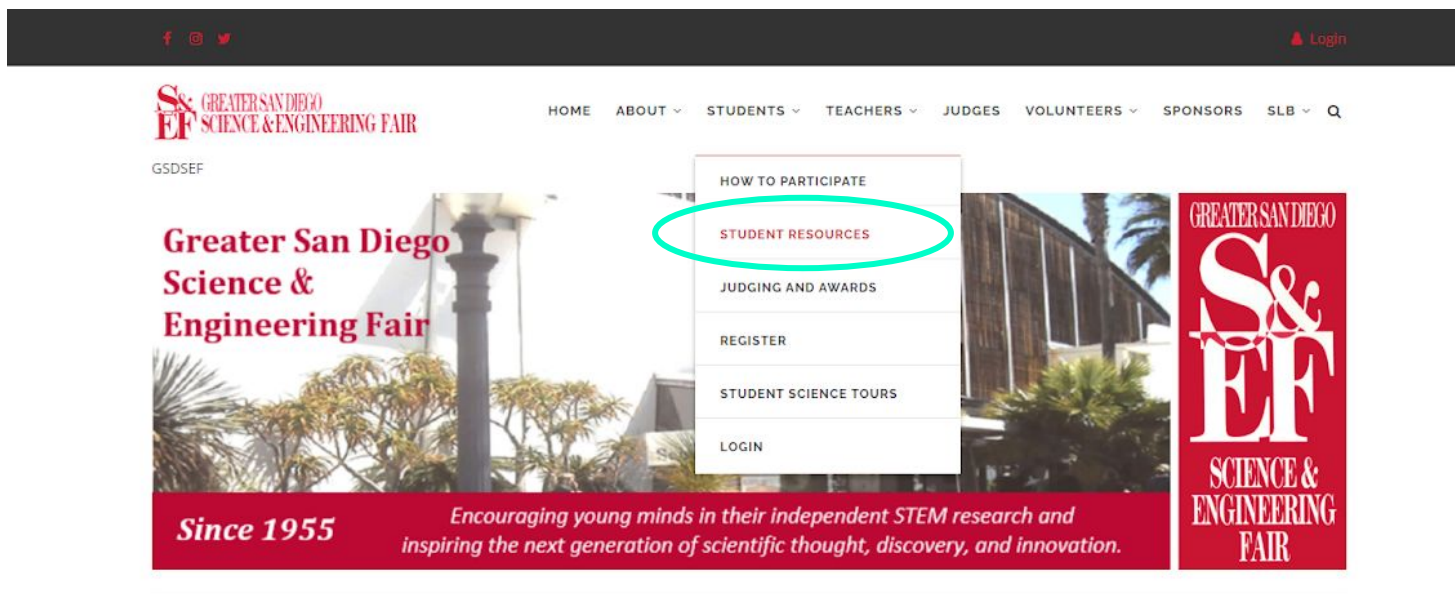 Login
S&
EF
GREATER SAN DIEGO
SCIENCE & ENGINEERING FAIR
HOME ABOUT STUDENTS TEACHERS JUDGES VOLUNTEERS SPONSORS SLB
GSDSEF
HOW TO PARTICIPATE
STUDENT RESOURCES
JUDGING AND AWARDS
REGISTER
STUDENT SCIENCE TOURS
LOGIN
Greater San Diego
Science &
Engineering Fair
Since 1955
Encouraging young minds in their independent STEM research and
inspiring the next generation of scientific thought, discovery, and innovation.
GREATER SAN DIEGO
S&
EF
SCIENCE &
ENGINEERING
FAIR